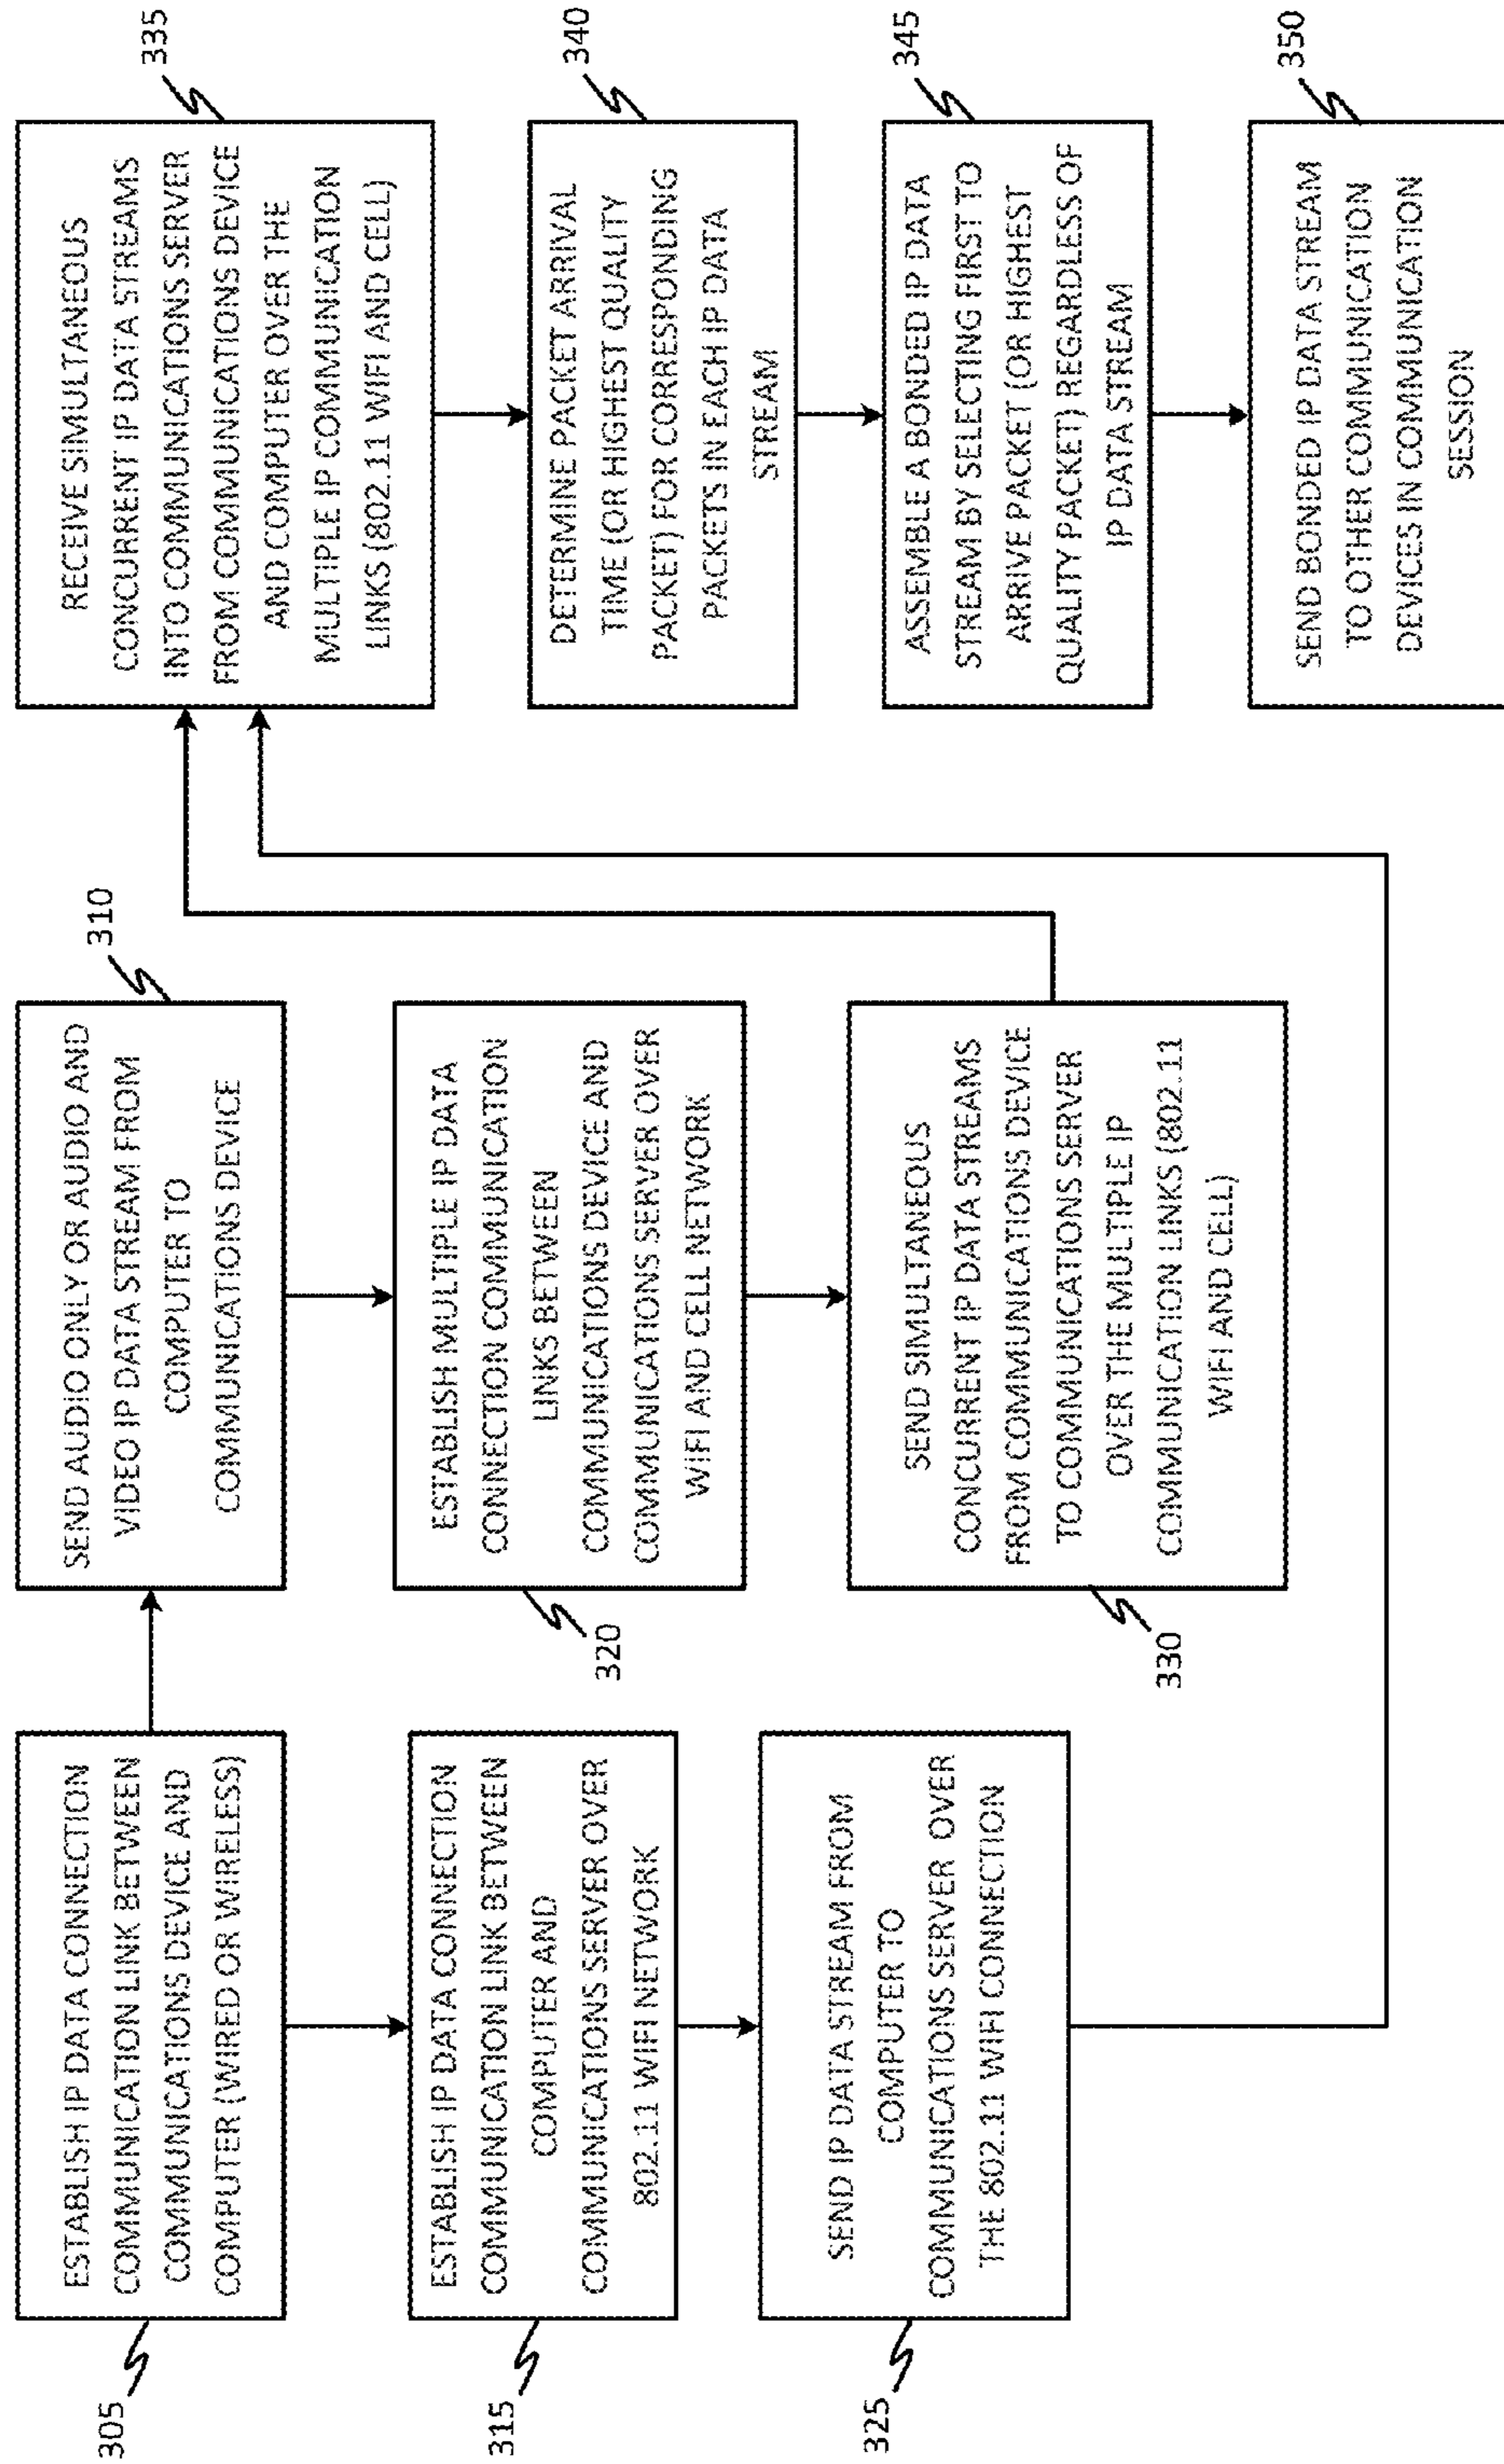 305
ESTABLISH IP DATA CONNECTION
COMMUNICATION LINK BETWEEN
COMMUNICATIONS DEVICE AND
COMPUTER (WIRED OR WIRELESS)
315
ESTABLISH IP DATA CONNECTION
COMMUNICATION LINK BETWEEN
COMPUTER AND
COMMUNICATIONS SERVER OVER
802.11 WIFI NETWORK
325
SEND IP DATA STREAM FROM
COMPUTER TO
COMMUNICATIONS SERVER OVER
THE 802.11 WIFI CONNECTION
310
SEND AUDIO ONLY OR AUDIO AND
VIDEO IP DATA STREAM FROM
COMPUTER TO
COMMUNICATIONS DEVICE
320
ESTABLISH MULTIPLE IP DATA
CONNECTION COMMUNICATION
LINKS BETWEEN
COMMUNICATIONS DEVICE AND
COMMUNICATIONS SERVER OVER
WIFI AND CELL NETWORK
330
SEND SIMULTANEOUS
CONCURRENT IP DATA STREAMS
FROM COMMUNICATIONS DEVICE
TO COMMUNICATIONS SERVER
OVER THE MULTIPLE IP
COMMUNICATION LINKS (802.11
WIFI AND CELL)
335
RECEIVE SIMULTANEOUS
CONCURRENT IP DATA STREAMS
INTO COMMUNICATIONS SERVER
FROM COMMUNICATIONS DEVICE
AND COMPUTER OVER THE
MULTIPLE IP COMMUNICATION
LINKS (802.11 WIFI AND CELL)
340
DETERMINE PACKET ARRIVAL
TIME (OR HIGHEST QUALITY
PACKET) FOR CORRESPONDING
PACKETS IN EACH IP DATA
STREAM
345
ASSEMBLE A BONDED IP DATA
STREAM BY SELECTING FIRST TO
ARRIVE PACKET (OR HIGHEST
QUALITY PACKET) REGARDLESS OF
IP DATA STREAM
350
SEND BONDED IP DATA STREAM
TO OTHER COMMUNICATION
DEVICES IN COMMUNICATION
SESSION